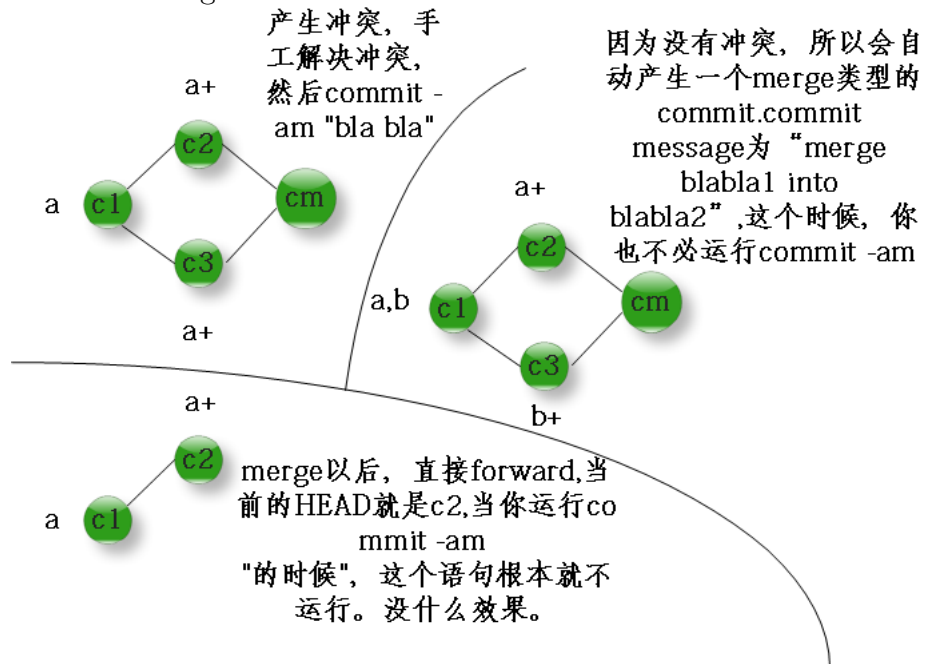 产生冲突，手
工解决冲突，
然后commit -
am "bla bla"
a+
c2
a
c1
cm
c3
a+
因为没有冲突，所以会自
动产生一个merge类型的
commit.commit
message为“merge
blabla1 into
blabla2”,这个时候，你
也不必运行commit -am
a+
c2
a,b
c1
cm
c3
b+
a+
c2
a
c1
merge以后，直接forward,当
前的HEAD就是c2,当你运行co
mmit -am
"的时候"，这个语句根本就不
运行。没什么效果。